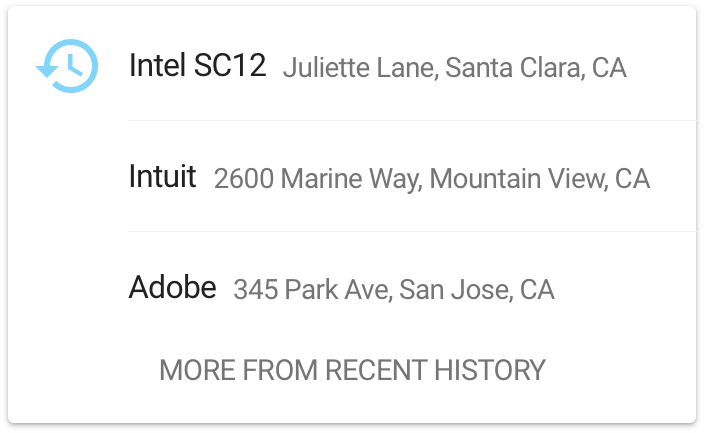 Intel SC12 Juliette Lane, Santa Clara, CA
Intuit 2600 Marine Way, Mountain View, CA
Adobe 345 Park Ave, San Jose, CA
MORE FROM RECENT HISTORY